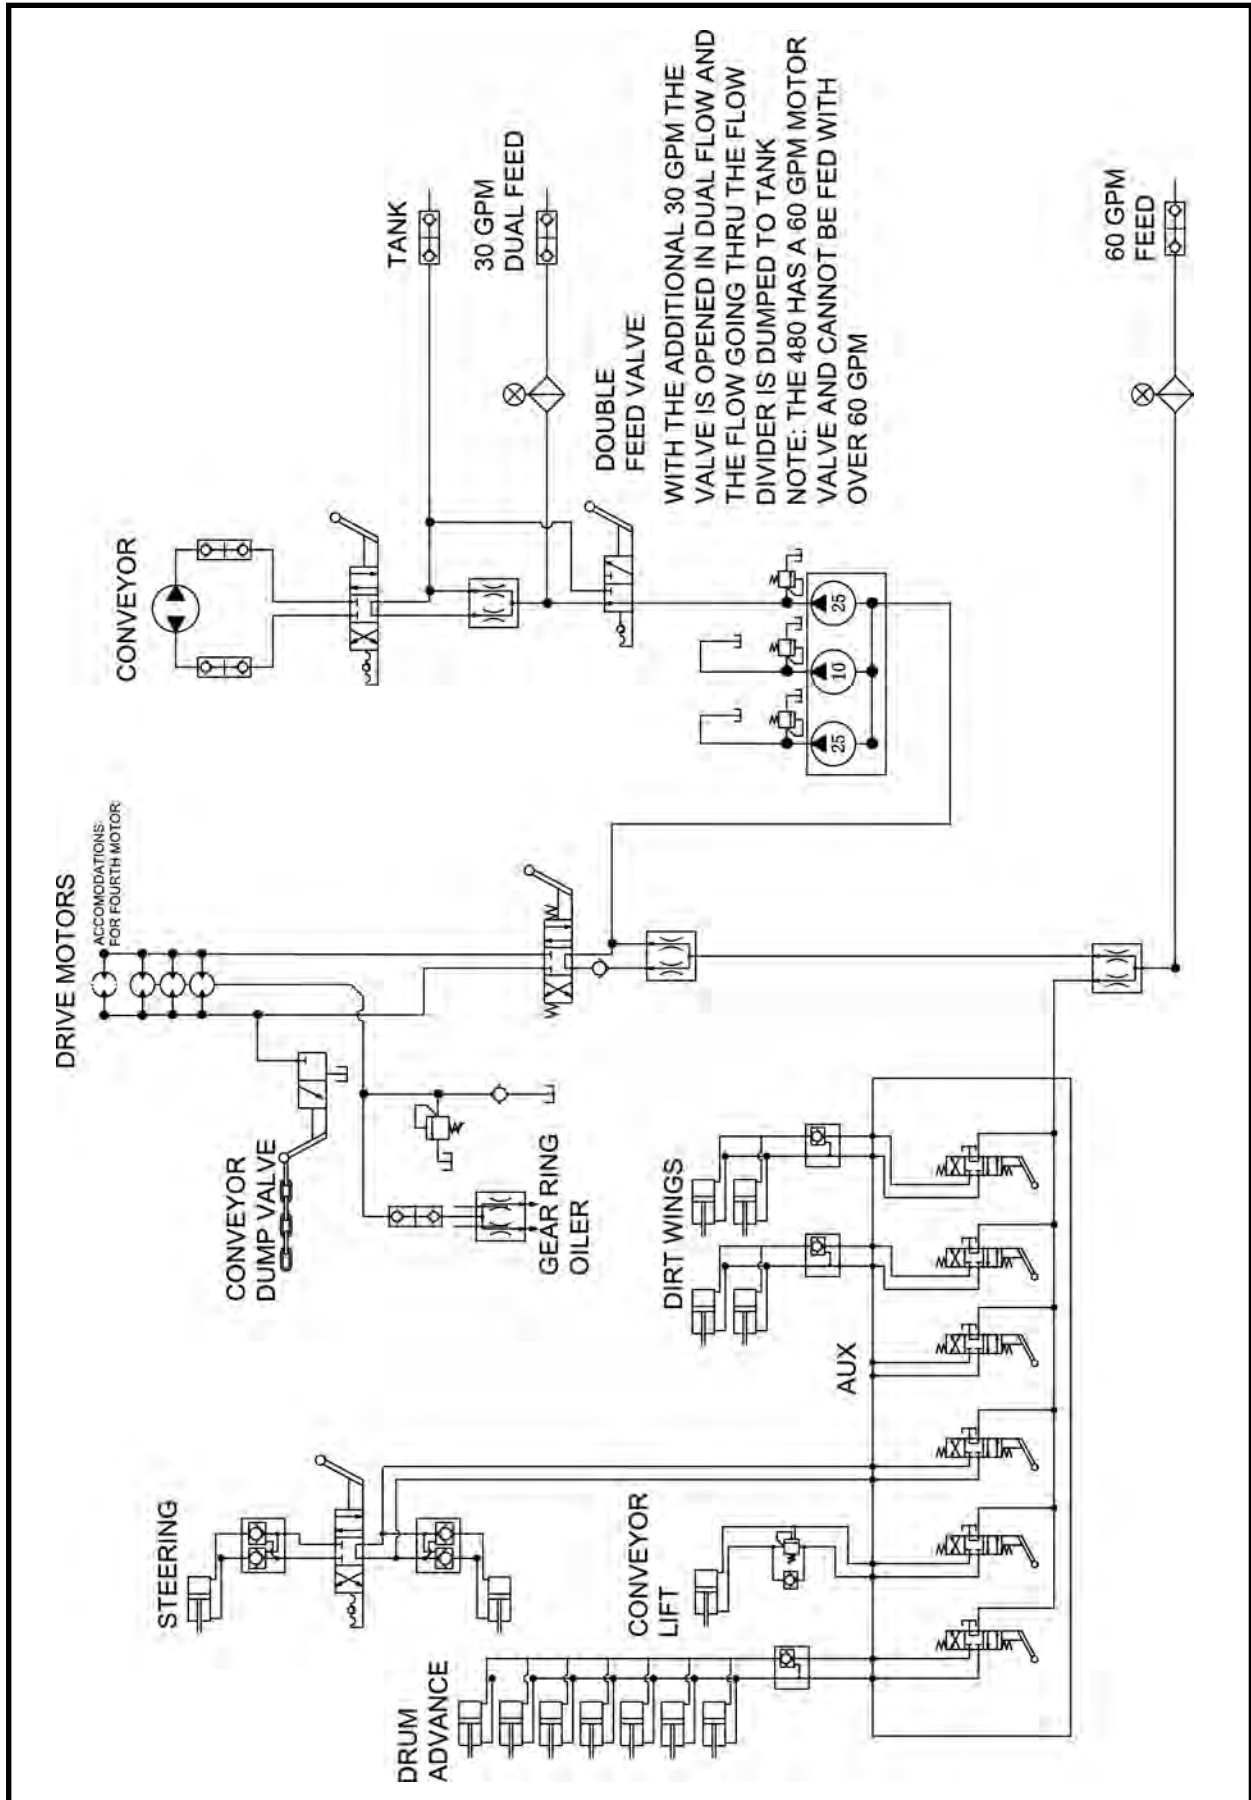 DRIVE MOTORS
ACCOMODATIONS
FOR FOURTH MOTOR
CONVEYOR
STEERING
CONVEYOR
DUMP VALVE
TANK
DRUM
ADVANCE
30 GPM
DUAL FEED
GEAR RING
OILER
DOUBLE
FEED VALVE
CONVEYOR
LIFT
DIRT WINGS
WITH THE ADDITIONAL 30 GPM THE
VALVE IS OPENED IN DUAL FLOW AND
THE FLOW GOING THRU THE FLOW
DIVIDER IS DUMPED TO TANK
NOTE: THE 480 HAS A 60 GPM MOTOR
VALVE AND CANNOT BE FED WITH
OVER 60 GPM
25
10
25
AUX
60 GPM
FEED